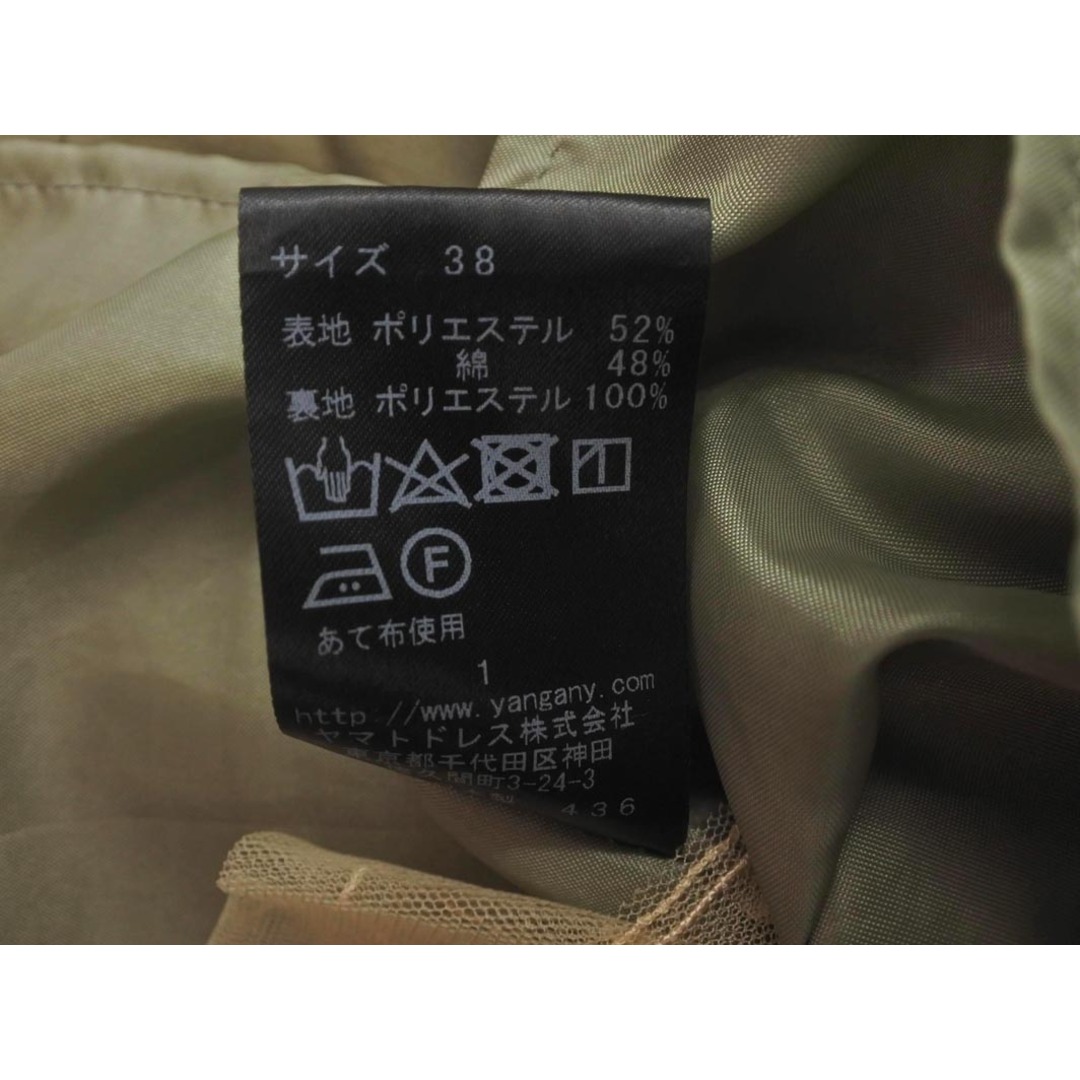 サイズ 38
表地 ポリエステル 52%
綿 48%
裏地 ポリエステル 100%
F
あて布使用
1
http://www.yangany.com
ヤマトドレス株式会社
東京都千代田区神田
3-24-3
436